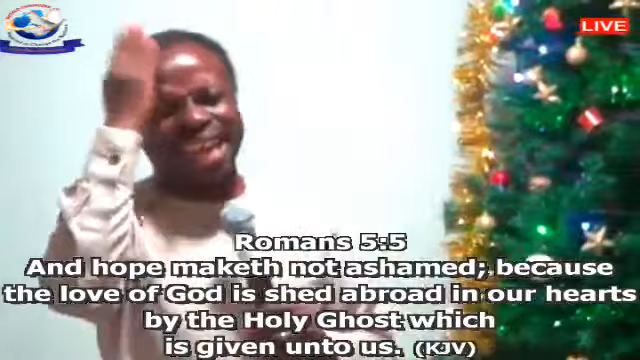 LIVE
Romans 5:5
And hope maketh not ashamed; because
the love of God is shed abroad in our hearts
by the Holy Ghost which
is given unto us. (KJV)